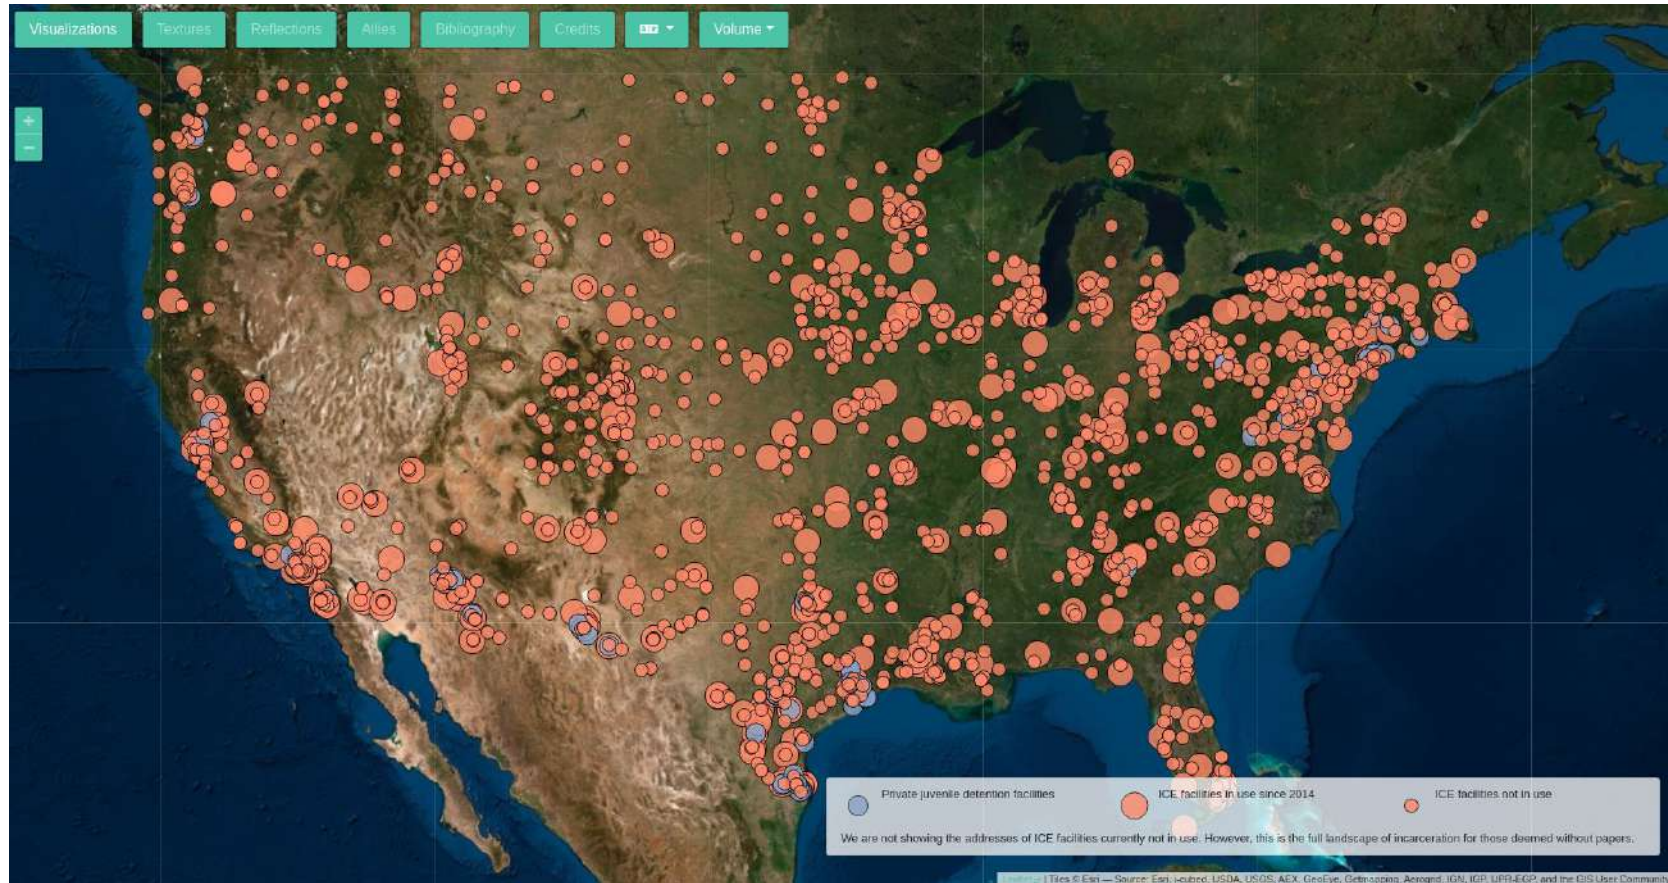 Visualizations
Textures
Reflections
Allies
Bibliography
Credits
Volume
+
−
Private juvenile detention facilities
ICE facilities in use since 2014
ICE facilities not in use
We are not showing the addresses of ICE facilities currently not in use. However, this is the full landscape of incarceration for those deemed without papers.
Leaflet | Tiles © Esri — Source: Esri, i-cubed, USDA, USGS, AEX, GeoEye, Getmapping, Aerogrid, IGN, IGP, UPR-EGP, and the GIS User Community